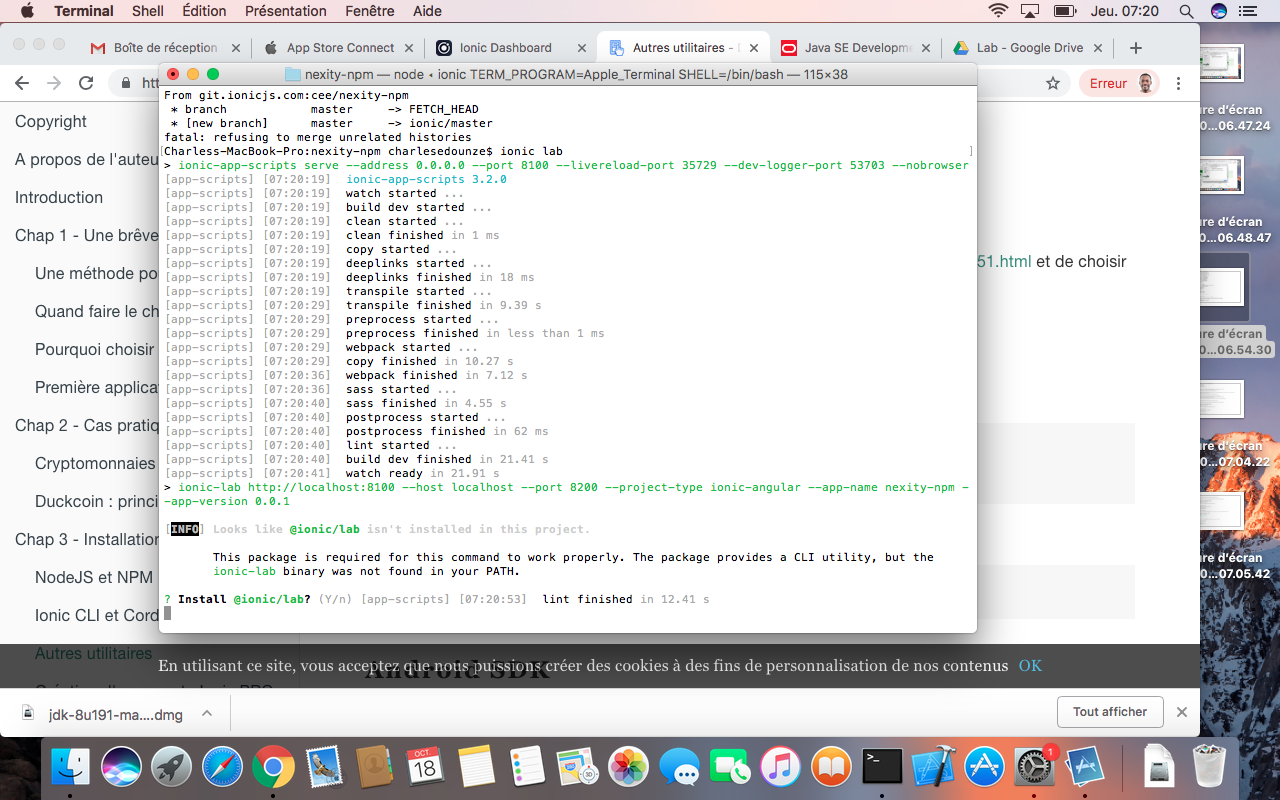 Terminal Shell Édition Présentation Fenêtre Aide Jeu. 07:20
Boîte de réception App Store Connect Ionic Dashboard Autres utilitaires - Java SE Developm Lab - Google Drive
Erreur
nexity-npm — node ◂ ionic TERM_PROGRAM=Apple_Terminal SHELL=/bin/bash — 115×38
From git.ionicjs.com:cee/nexity-npm
* branch master -> FETCH_HEAD
* [new branch] master -> ionic/master
fatal: refusing to merge unrelated histories
[Charless-MacBook-Pro:nexity-npm charlesedounze$ ionic lab ]
> ionic-app-scripts serve --address 0.0.0.0 --port 8100 --livereload-port 35729 --dev-logger-port 53703 --nobrowser
[app-scripts] [07:20:19] ionic-app-scripts 3.2.0
[app-scripts] [07:20:19] watch started ...
[app-scripts] [07:20:19] build dev started ...
[app-scripts] [07:20:19] clean started ...
[app-scripts] [07:20:19] clean finished in 1 ms
[app-scripts] [07:20:19] copy started ...
[app-scripts] [07:20:19] deeplinks started ...
[app-scripts] [07:20:19] deeplinks finished in 18 ms
[app-scripts] [07:20:19] transpile started ...
[app-scripts] [07:20:29] transpile finished in 9.39 s
[app-scripts] [07:20:29] preprocess started ...
[app-scripts] [07:20:29] preprocess finished in less than 1 ms
[app-scripts] [07:20:29] webpack started ...
[app-scripts] [07:20:29] copy finished in 10.27 s
[app-scripts] [07:20:36] webpack finished in 7.12 s
[app-scripts] [07:20:36] sass started ...
[app-scripts] [07:20:40] sass finished in 4.55 s
[app-scripts] [07:20:40] postprocess started ...
[app-scripts] [07:20:40] postprocess finished in 62 ms
[app-scripts] [07:20:40] lint started ...
[app-scripts] [07:20:40] build dev finished in 21.41 s
[app-scripts] [07:20:41] watch ready in 21.91 s
> ionic-lab http://localhost:8100 --host localhost --port 8200 --project-type ionic-angular --app-name nexity-npm -
-app-version 0.0.1
[INFO] Looks like @ionic/lab isn't installed in this project.
This package is required for this command to work properly. The package provides a CLI utility, but the
ionic-lab binary was not found in your PATH.
? Install @ionic/lab? (Y/n) [app-scripts] [07:20:53] lint finished in 12.41 s
Copyright
A propos de l'auteu
Introduction
Chap 1 - Une brêve
Une méthode po
Quand faire le ch
Pourquoi choisir
Première applica
Chap 2 - Cas pratiq
Cryptomonnaies
Duckcoin : princi
Chap 3 - Installation
NodeJS et NPM
Ionic CLI et Cord
Autres utilitaires
51.html et de choisir
Android SDK
En utilisant ce site, vous acceptez que nous puissions créer des cookies à des fins de personnalisation de nos contenus OK
jdk-8u191-ma....dmg
Tout afficher
re d'écran
0...06.47.24
re d'écran
0...06.48.47
re d'écran
0...06.54.30
re d'écran
0...07.04.22
re d'écran
0...07.05.42
OCT.
18
1